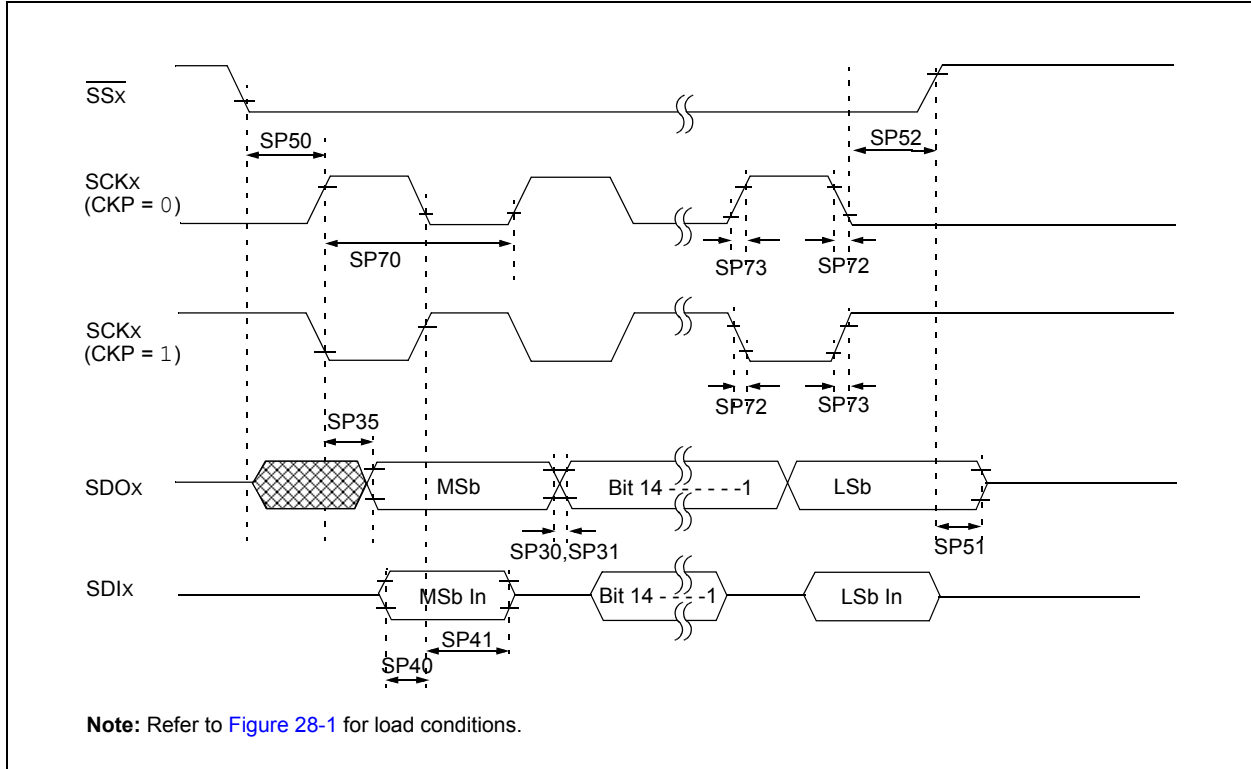 SSx
SP50
SP52
SCKx
(CKP = 0)
SP70
SP73
SP72
SCKx
(CKP = 1)
SP72
SP73
SP35
SDOx
MSb
Bit 14 - - - - - -1
LSb
SP30,SP31
SP51
SDIx
MSb In
Bit 14 - - - -1
LSb In
SP41
SP40
Note: Refer to Figure 28-1 for load conditions.